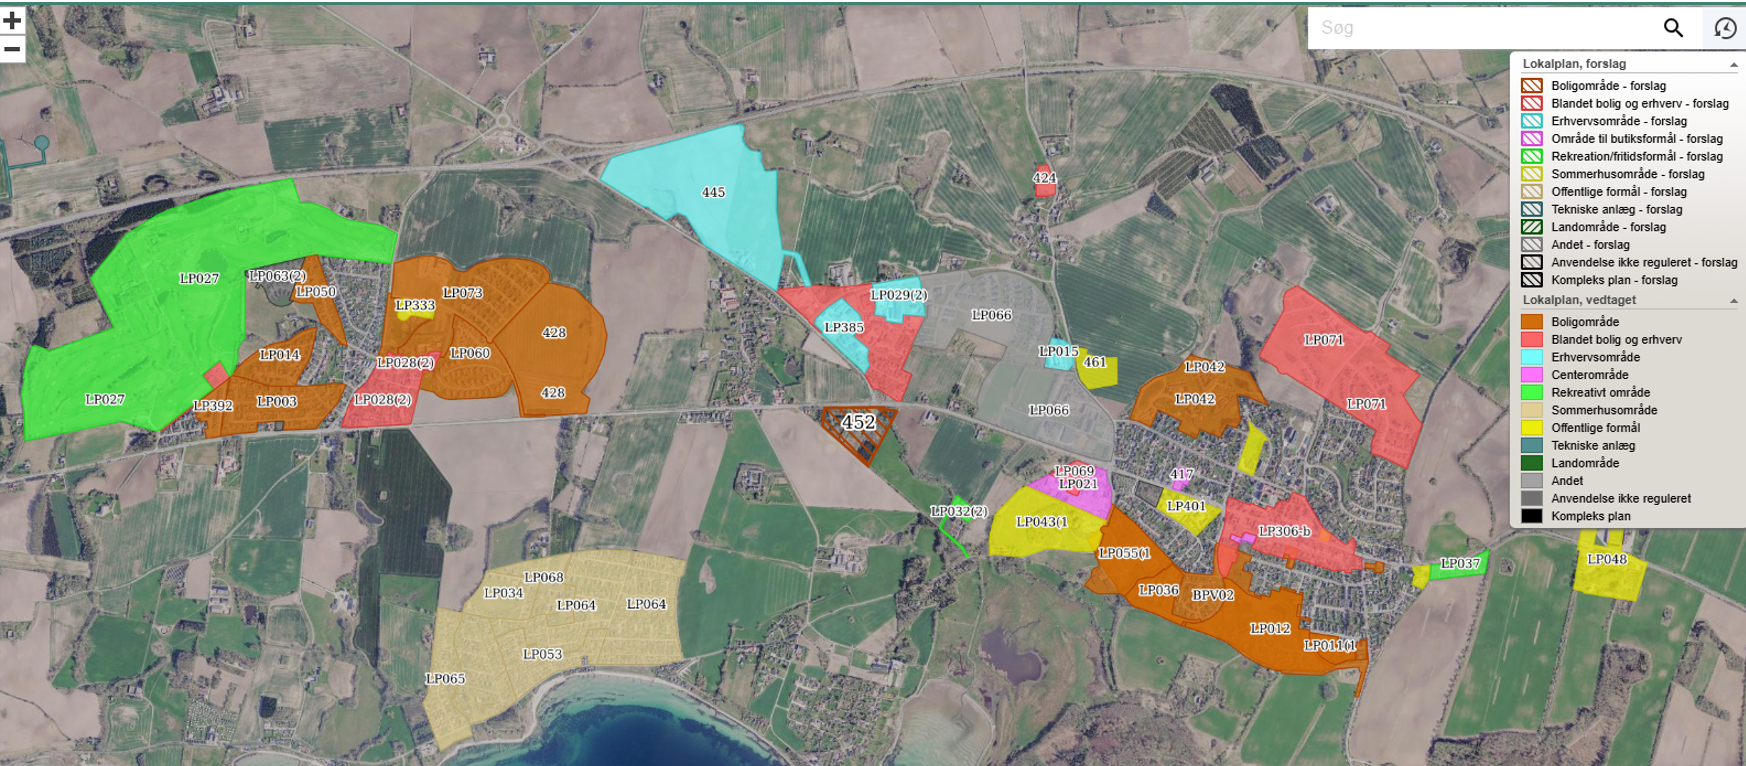 +
−
Søg
Lokalplan, forslag
Boligområde - forslag
Blandet bolig og erhverv - forslag
Erhvervsområde - forslag
Område til butiksformål - forslag
Rekreation/fritidsformål - forslag
Sommerhusområde - forslag
Offentlige formål - forslag
Tekniske anlæg - forslag
Landområde - forslag
Andet - forslag
Anvendelse ikke reguleret - forslag
Kompleks plan - forslag
Lokalplan, vedtaget
Boligområde
Blandet bolig og erhverv
Erhvervsområde
Centerområde
Rekreativt område
Sommerhusområde
Offentlige formål
Tekniske anlæg
Landområde
Andet
Anvendelse ikke reguleret
Kompleks plan
424
445
LP027
LP063(2)
LP050
LP073
LP333
LP029(2)
LP066
LP385
428
LP071
LP015
LP014
LP060
LP028(2)
461
LP042
428
LP027
LP392
LP003
LP028(2)
LP042
LP071
LP066
452
LP069
417
LP021
LP401
LP032(2)
LP043(1
LP306-b
LP055(1
LP037
LP048
LP068
LP034
LP064
LP064
LP036
BPV02
LP012
LP011(1
LP053
LP065